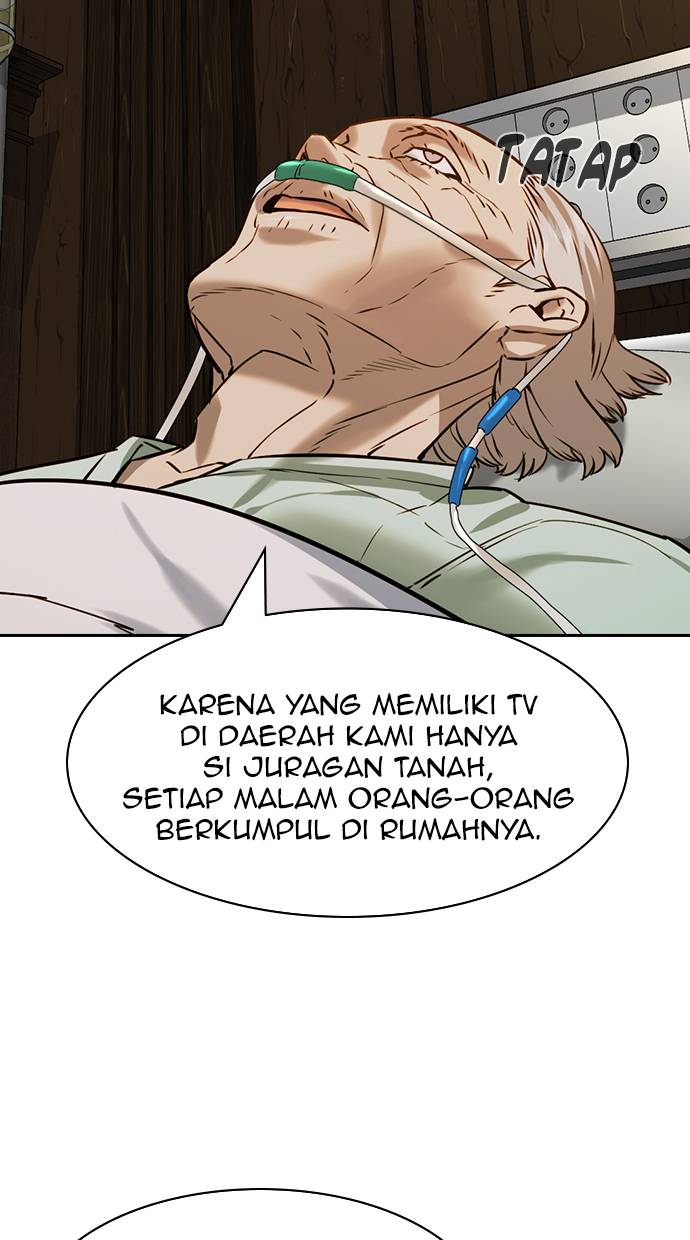 TATAP
KARENA YANG MEMILIKI TV
DI DAERAH KAMI HANYA
SI JURAGAN TANAH,
SETIAP MALAM ORANG-ORANG
BERKUMPUL DI RUMAHNYA.